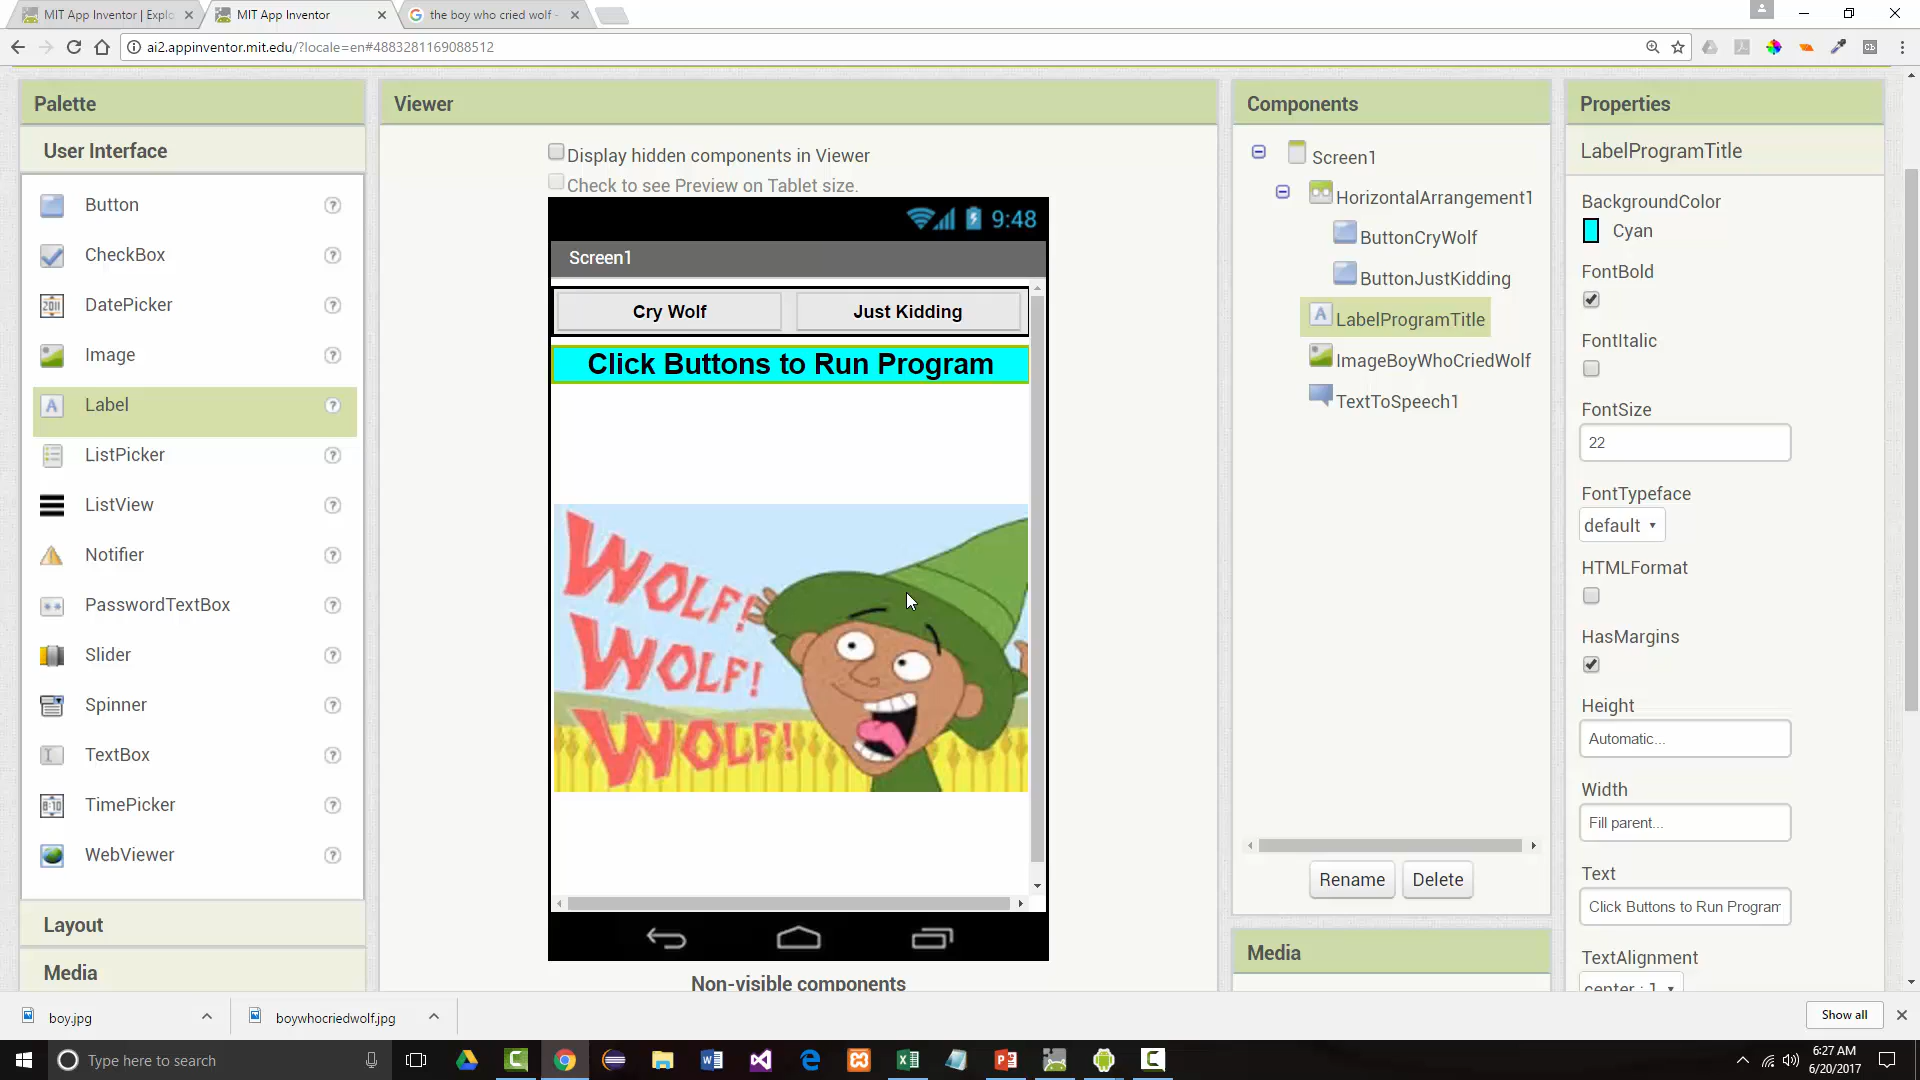 MIT App Inventor | Explo
MIT App Inventor
the boy who cried wolf -
ai2.appinventor.mit.edu/?locale=en#4883281169088512
Cb
Palette
User Interface
Button
CheckBox
DatePicker
Image
Label
ListPicker
ListView
Notifier
PasswordTextBox
Slider
Spinner
TextBox
TimePicker
WebViewer
Layout
Media
Viewer
Display hidden components in Viewer
Check to see Preview on Tablet size.
9:48
Screen1
Cry Wolf
Just Kidding
Click Buttons to Run Program
WOLF!
WOLF!
WOLF!
Non-visible components
Components
Screen1
HorizontalArrangement1
ButtonCryWolf
ButtonJustKidding
LabelProgramTitle
ImageBoyWhoCriedWolf
TextToSpeech1
Rename
Delete
Media
Properties
LabelProgramTitle
BackgroundColor
Cyan
FontBold
FontItalic
FontSize
22
FontTypeface
default
HTMLFormat
HasMargins
Height
Automatic...
Width
Fill parent...
Text
Click Buttons to Run Program
TextAlignment
center : 1
boy.jpg
boywhocriedwolf.jpg
Show all
Type here to search
6:27 AM
6/20/2017